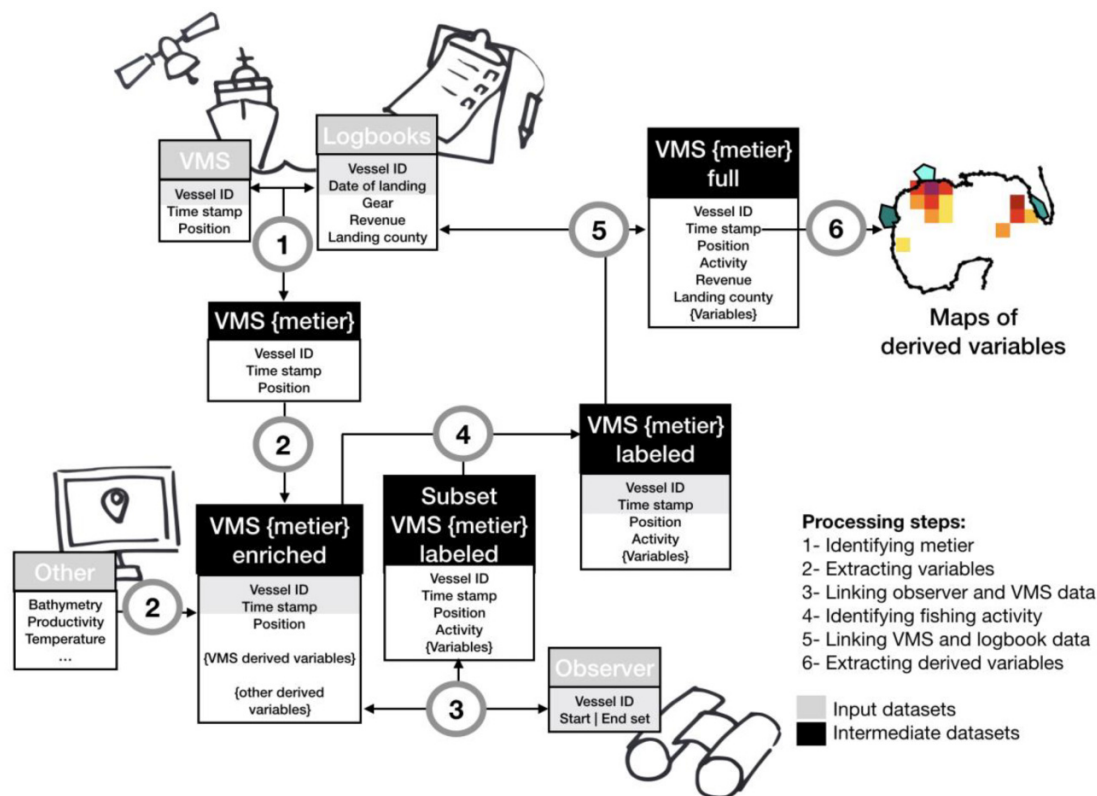 VMS
Vessel ID
Time stamp
Position
Logbooks
Vessel ID
Date of landing
Gear
Revenue
Landing county
1
VMS {metier}
Vessel ID
Time stamp
Position
2
Other
Bathymetry
Productivity
Temperature
...
2
VMS {metier}
enriched
Vessel ID
Time stamp
Position
{VMS derived variables}
{other derived
variables}
3
Observer
Vessel ID
Start | End set
Subset
VMS {metier}
labeled
Vessel ID
Time stamp
Position
Activity
{Variables}
4
VMS {metier}
labeled
Vessel ID
Time stamp
Position
Activity
{Variables}
5
VMS {metier}
full
Vessel ID
Time stamp
Position
Activity
Revenue
Landing county
{Variables}
6
Maps of
derived variables
Processing steps:
1- Identifying metier
2- Extracting variables
3- Linking observer and VMS data
4- Identifying fishing activity
5- Linking VMS and logbook data
6- Extracting derived variables
Input datasets
Intermediate datasets